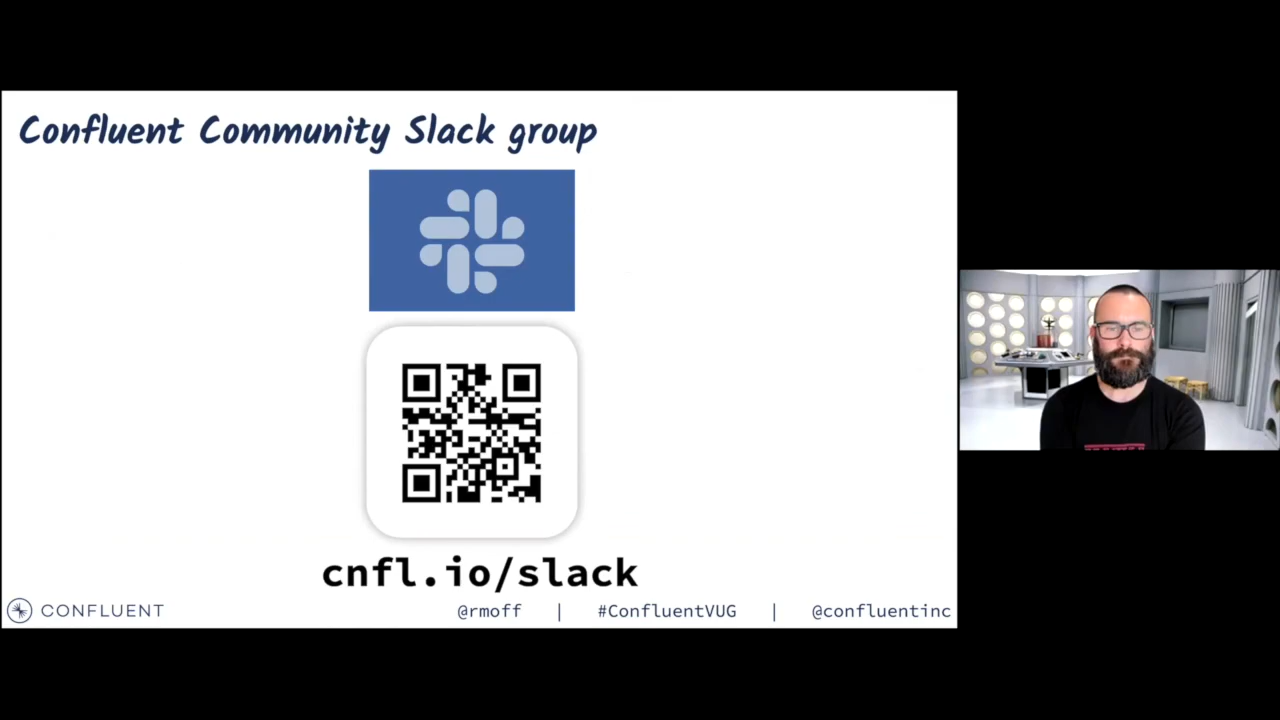 Confluent Community Slack group
cnfl.io/slack
CONFLUENT
@rmoff | #ConfluentVUG | @confluentinc